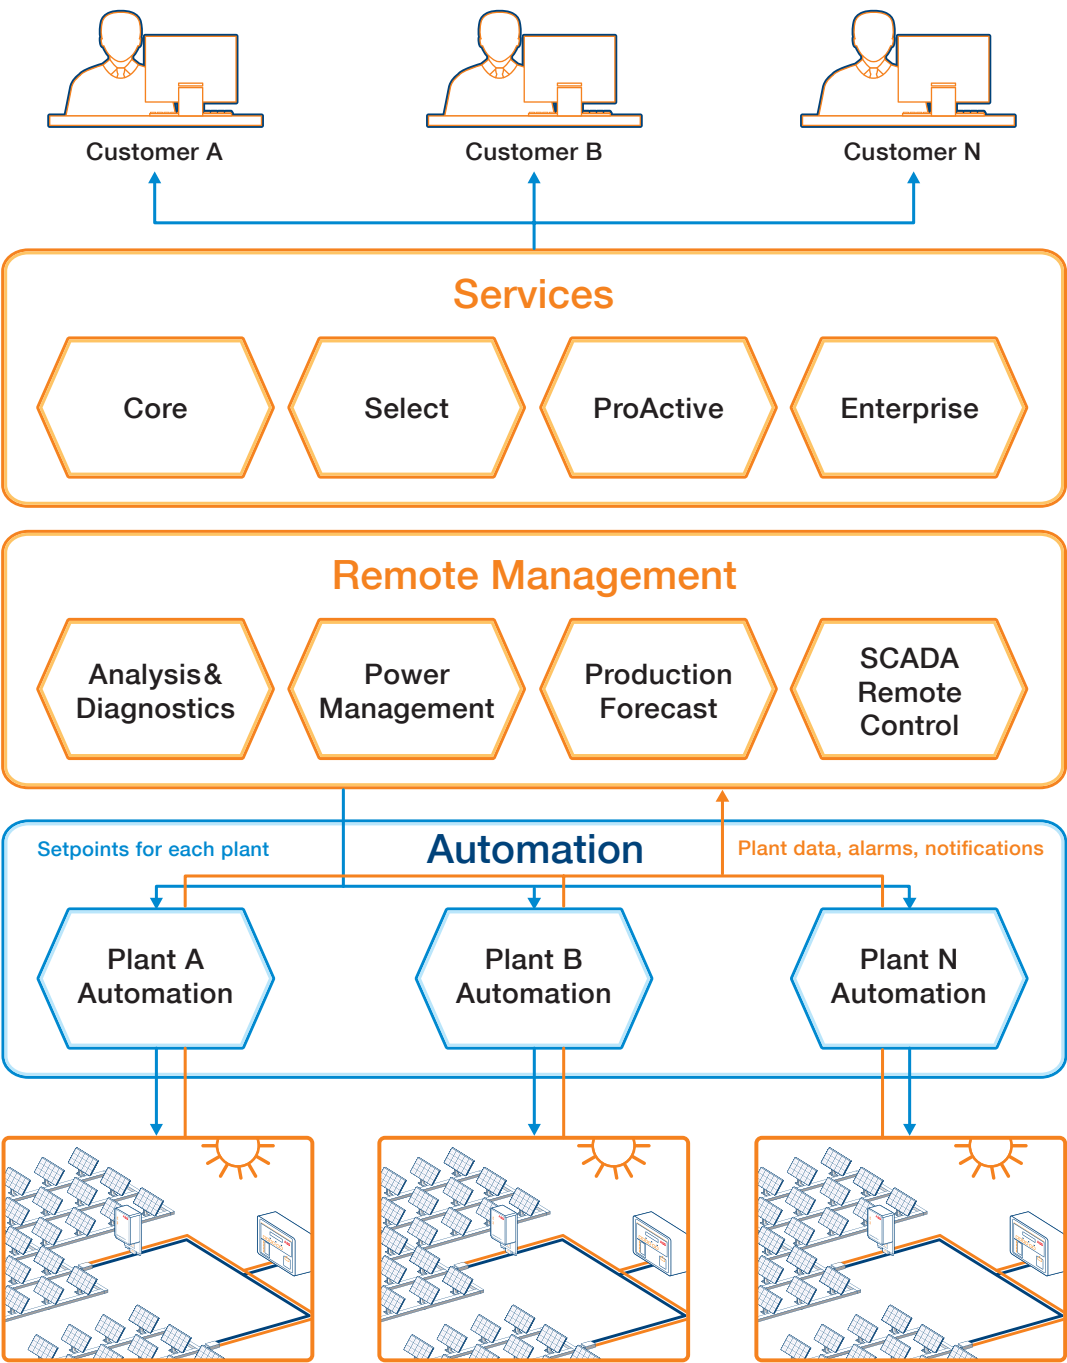 Customer A
Customer B
Customer N
Services
Core
Select
ProActive
Enterprise
Remote Management
Analysis&
Diagnostics
Power
Management
Production
Forecast
SCADA
Remote
Control
Setpoints for each plant
Automation
Plant data, alarms, notifications
Plant A
Automation
Plant B
Automation
Plant N
Automation